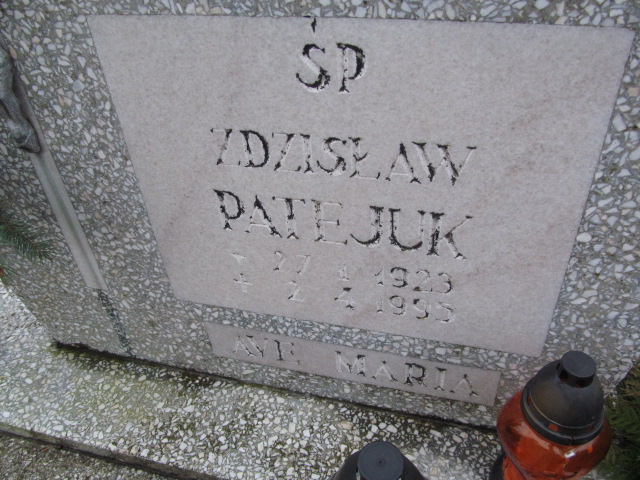 ŚP
ZDZISŁAW
PATEJUK
* 27 1 1923
+ 2 4 1995
AVE MARIA